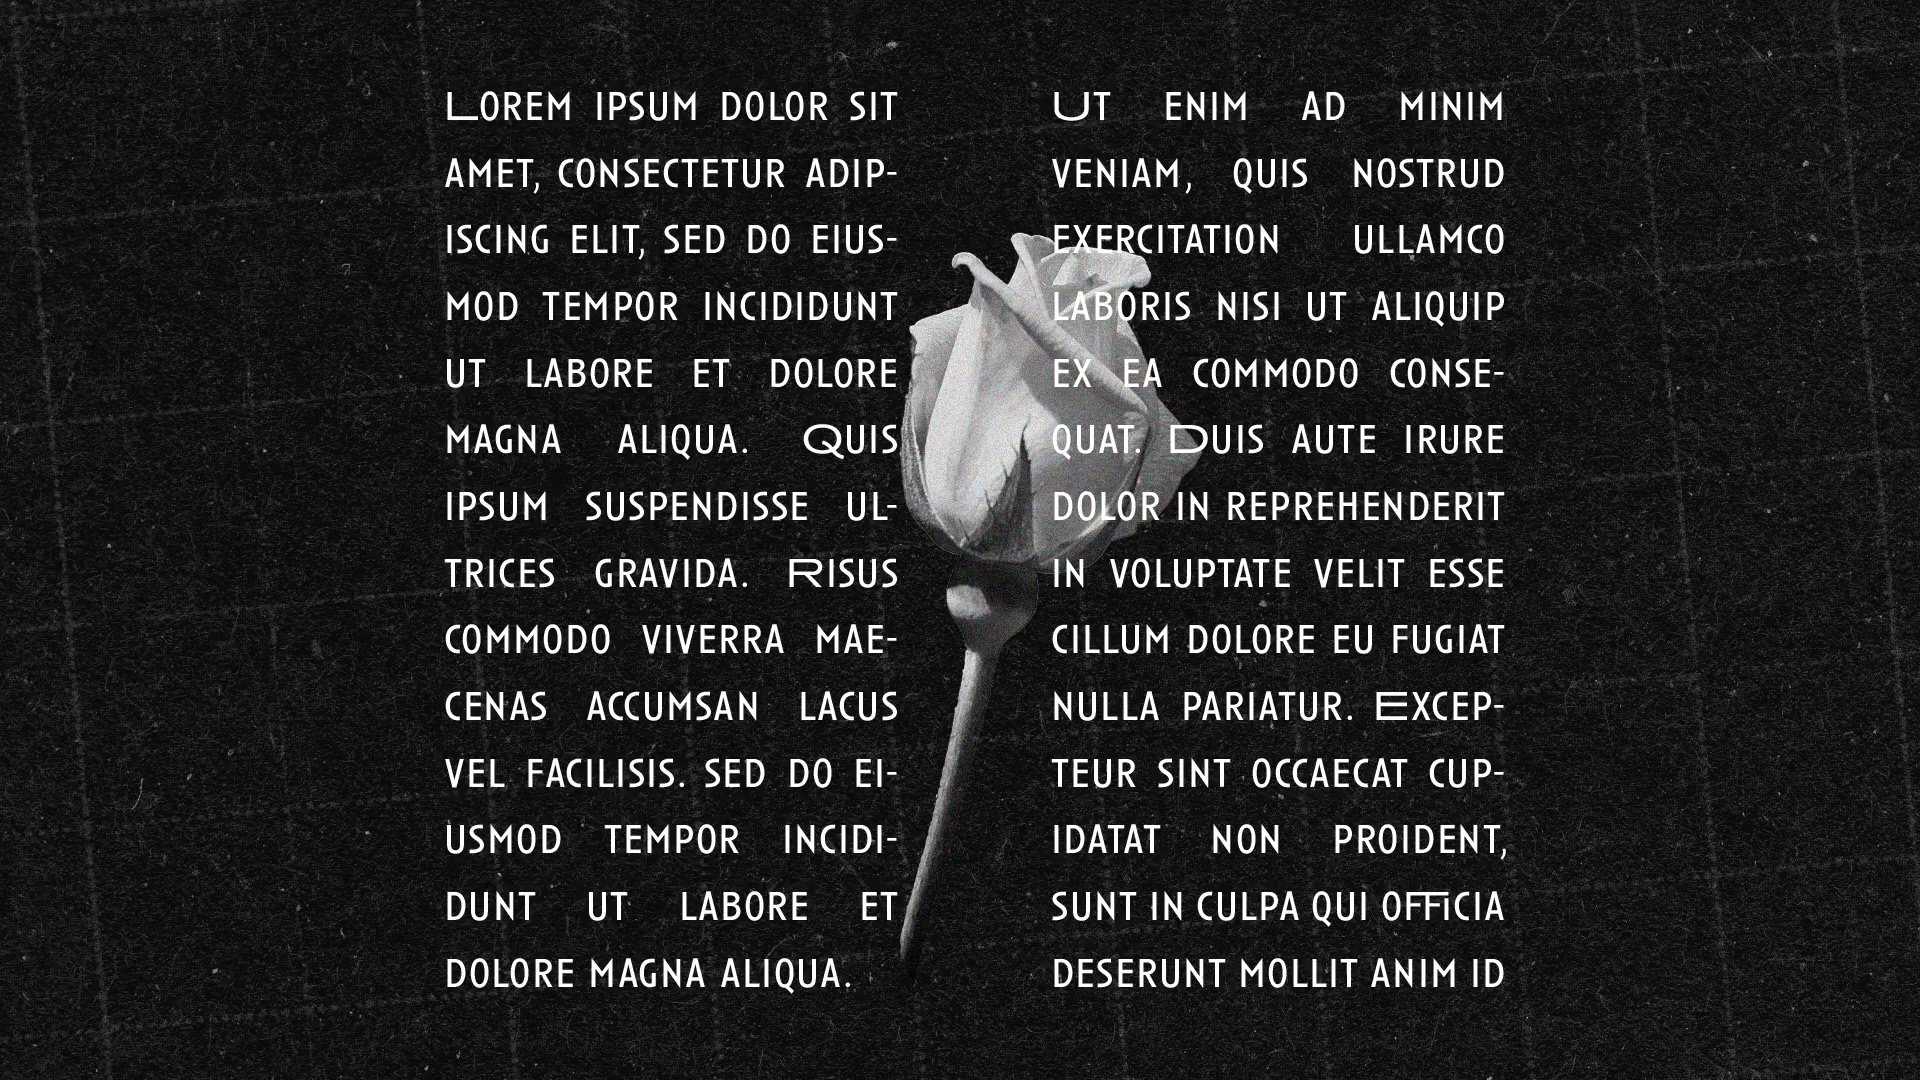 LOREM IPSUM DOLOR SIT
AMET, CONSECTETUR ADIP-
ISCING ELIT, SED DO EIUS-
MOD TEMPOR INCIDIDUNT
UT LABORE ET DOLORE
MAGNA ALIQUA. QUIS
IPSUM SUSPENDISSE UL-
TRICES GRAVIDA. RISUS
COMMODO VIVERRA MAE-
CENAS ACCUMSAN LACUS
VEL FACILISIS. SED DO EI-
USMOD TEMPOR INCIDI-
DUNT UT LABORE ET
DOLORE MAGNA ALIQUA.
UT ENIM AD MINIM
VENIAM, QUIS NOSTRUD
EXERCITATION ULLAMCO
LABORIS NISI UT ALIQUIP
EX EA COMMODO CONSE-
QUAT. DUIS AUTE IRURE
DOLOR IN REPREHENDERIT
IN VOLUPTATE VELIT ESSE
CILLUM DOLORE EU FUGIAT
NULLA PARIATUR. EXCEP-
TEUR SINT OCCAECAT CUP-
IDATAT NON PROIDENT,
SUNT IN CULPA QUI OFFICIA
DESERUNT MOLLIT ANIM ID